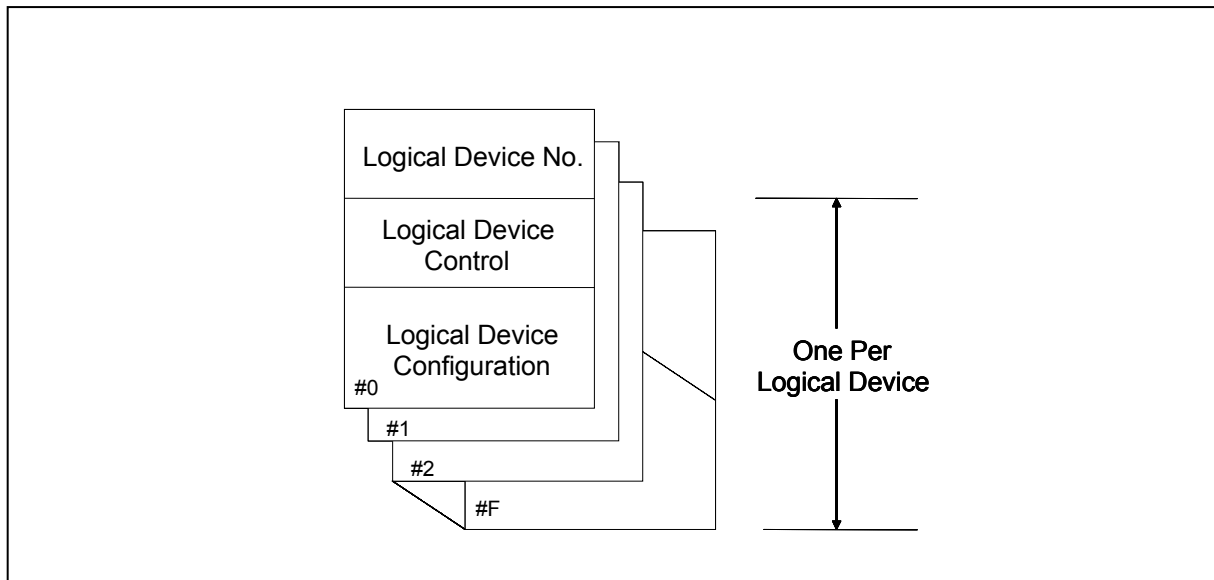 Logical Device No.
Logical Device
Control
Logical Device
Configuration
#0
#1
#2
#F
One Per
Logical Device